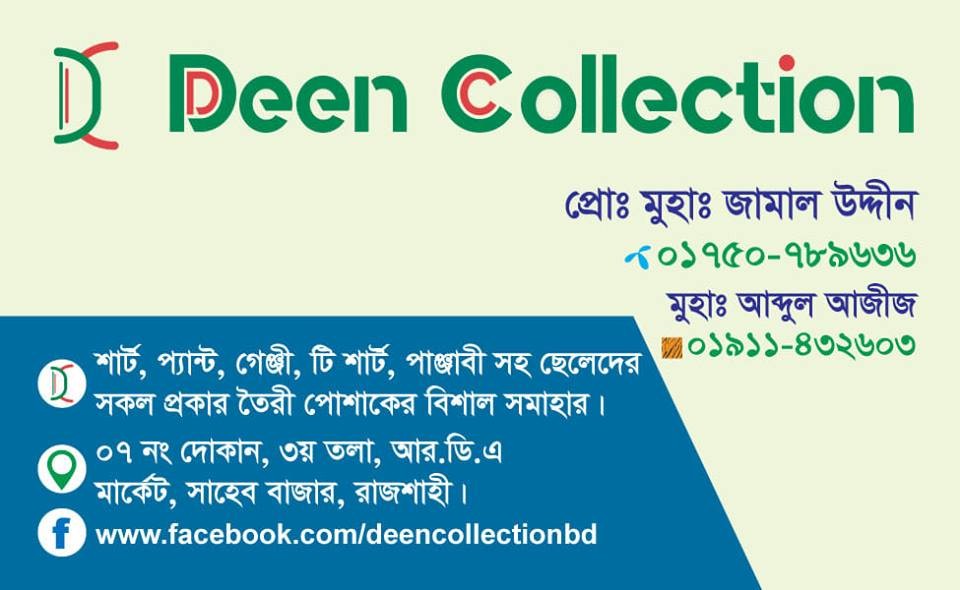 Deen Collection
প্রোঃ মুহাঃ জামাল উদ্দীন
০১৭৫০-৭৮৯৬৩৬
মুহাঃ আব্দুল আজীজ
০১৯১১-৪৩২৬০৩
শার্ট, প্যান্ট, গেঞ্জী, টি শার্ট, পাঞ্জাবী সহ ছেলেদের
সকল প্রকার তৈরী পোশাকের বিশাল সমাহার।
০৭ নং দোকান, ৩য় তলা, আর.ডি.এ
মার্কেট, সাহেব বাজার, রাজশাহী।
www.facebook.com/deencollectionbd